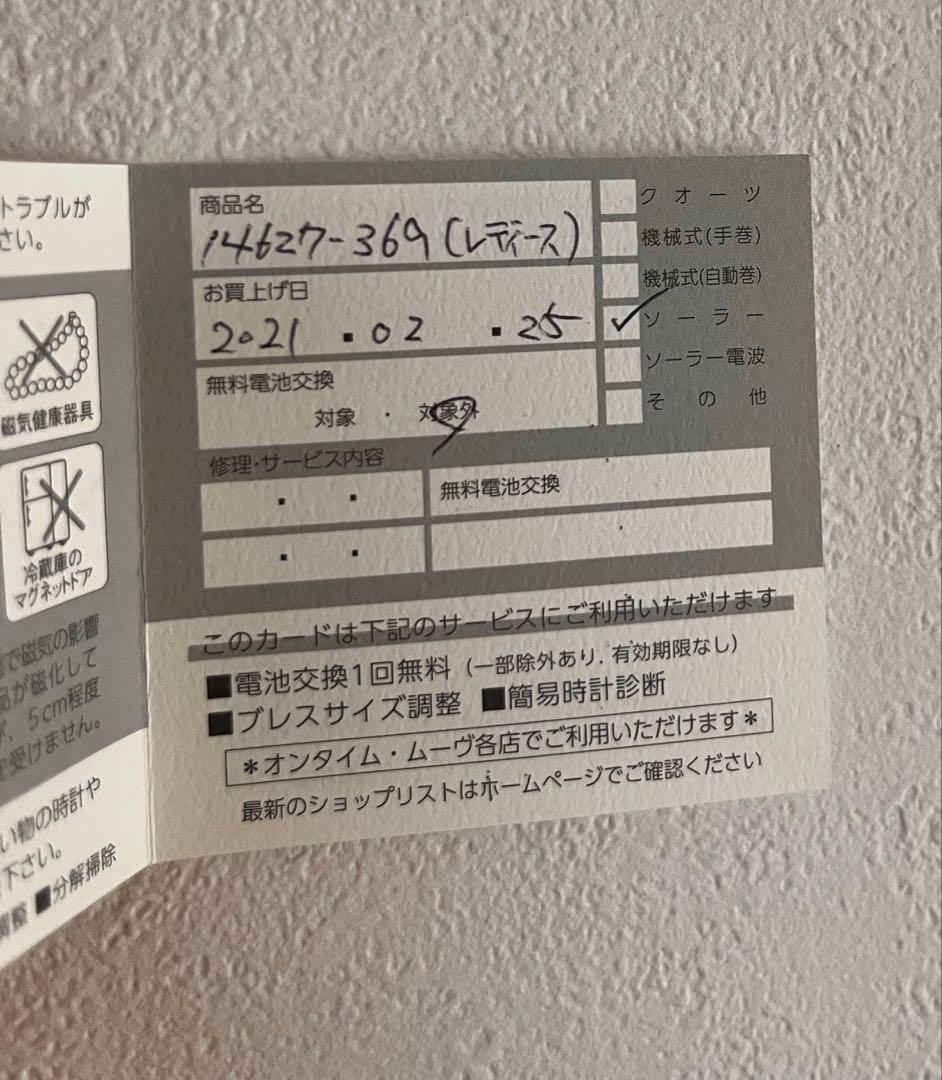 トラブルが
さい。
磁気健康器具
冷蔵庫の
マグネットドア
で磁気の影響
品が磁化して
、5cm程度
受けません。
い物の時計や
下さい。
調整 ■分解掃除
商品名
14627-369(レディース)
お買上げ日
2021.02.25
無料電池交換
対象・対象外
クオーツ
機械式(手巻)
機械式(自動巻)
✓ソーラー
ソーラー電波
その他
修理・サービス内容
・ ・ 無料電池交換
・ ・
このカードは下記のサービスにご利用いただけます
■電池交換1回無料(一部除外あり.有効期限なし)
■ブレスサイズ調整 ■簡易時計診断
＊オンタイム・ムーヴ各店でご利用いただけます＊
最新のショップリストはホームページでご確認ください